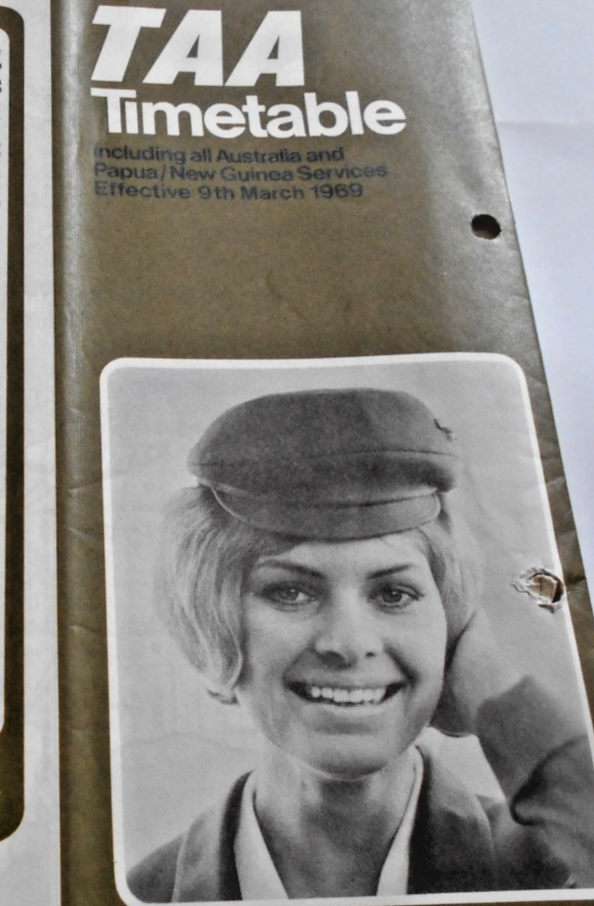 TAA
Timetable
Including all Australia and
Papua/New Guinea Services
Effective 9th March 1969